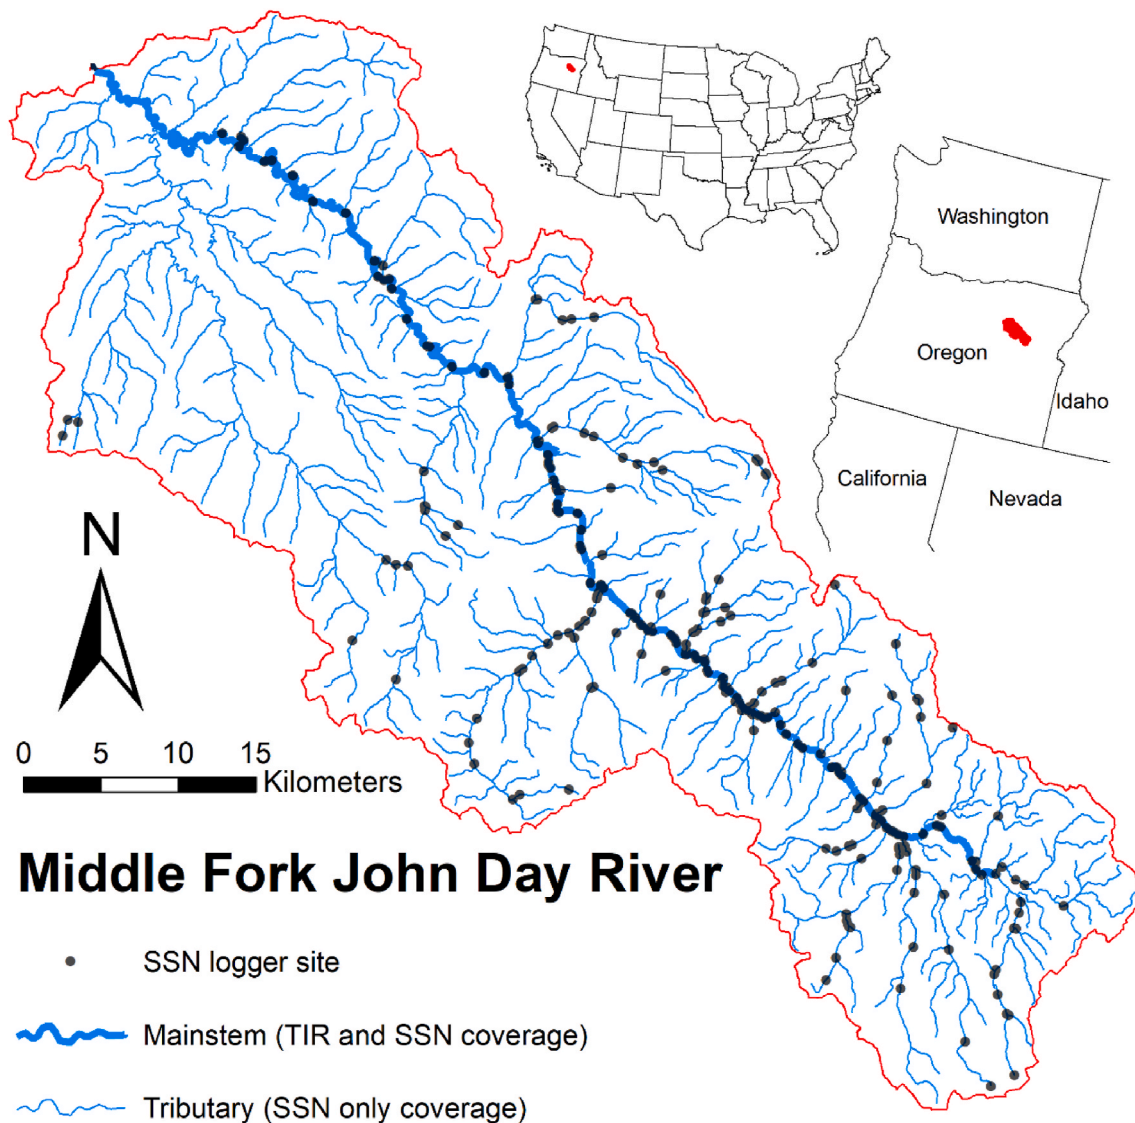 Washington
Oregon
Idaho
California
Nevada
N
0 5 10 15
Kilometers
Middle Fork John Day River
SSN logger site
Mainstem (TIR and SSN coverage)
Tributary (SSN only coverage)